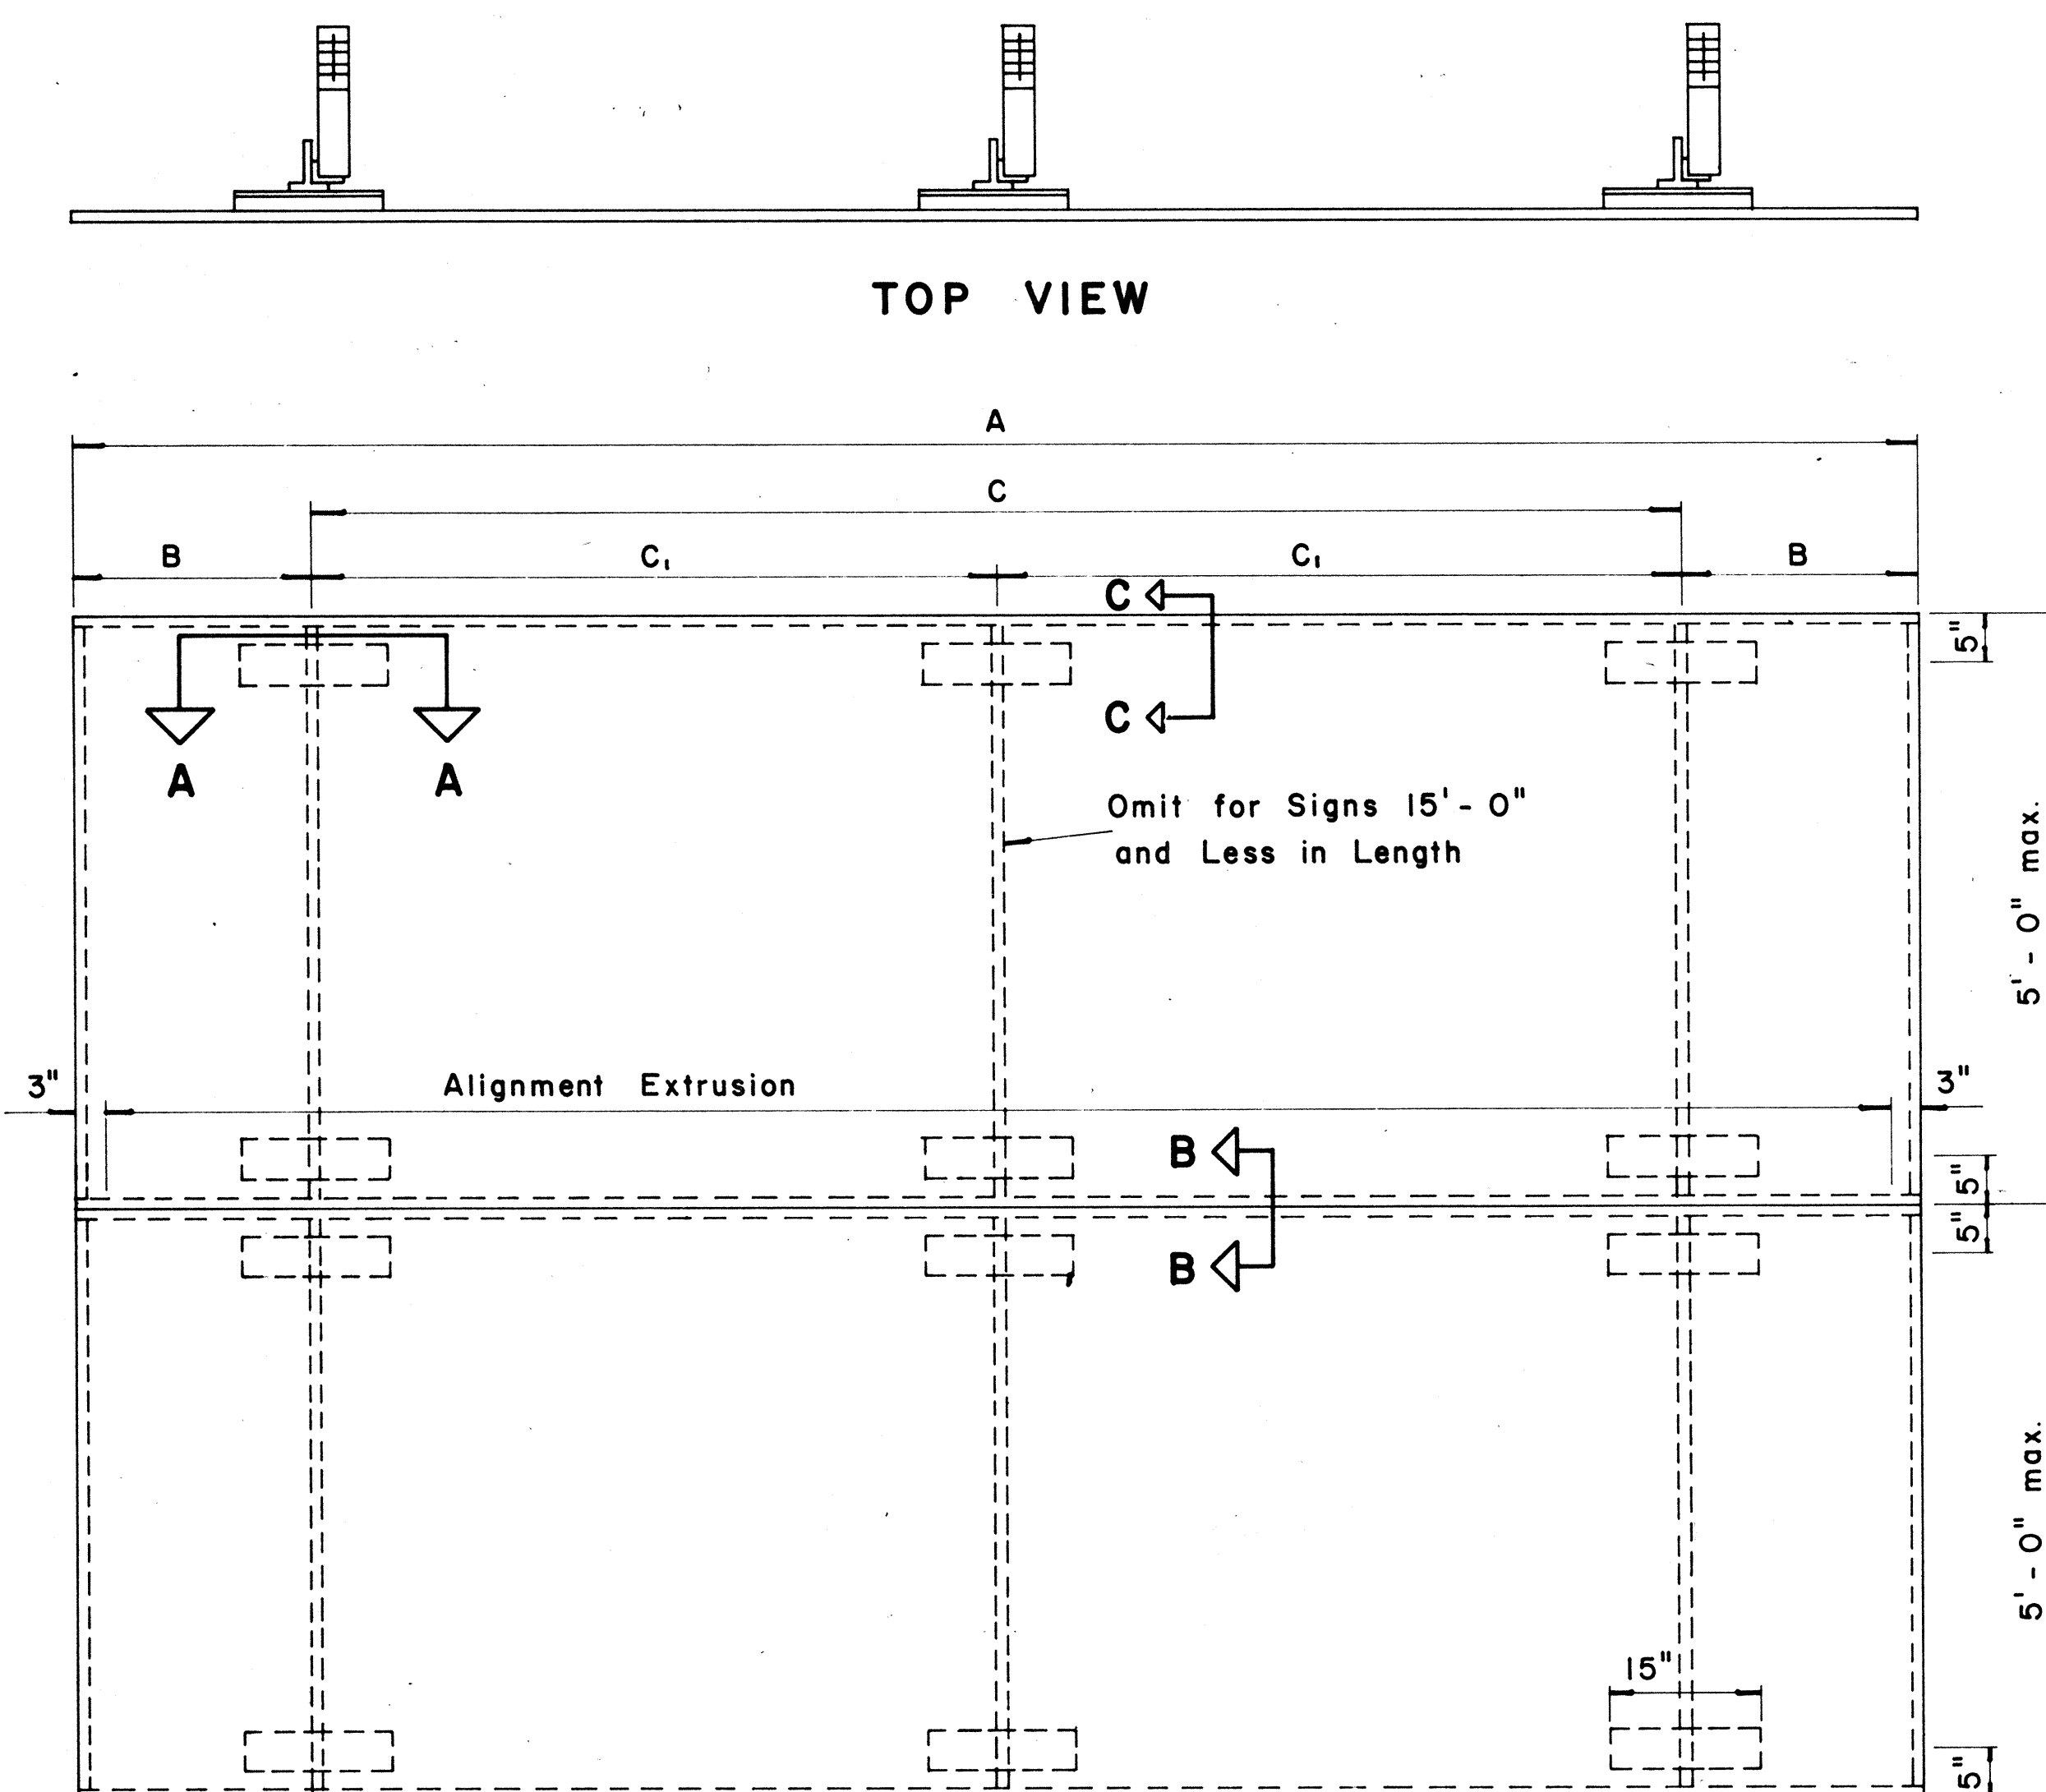 TOP VIEW
A
C
B C₁ C₁ B
C
5"
C
A A
Omit for Signs 15'-0"
and Less in Length
5'-0" max.
3" Alignment Extrusion 3"
B
5"
5"
B
5'-0" max.
15"
5"